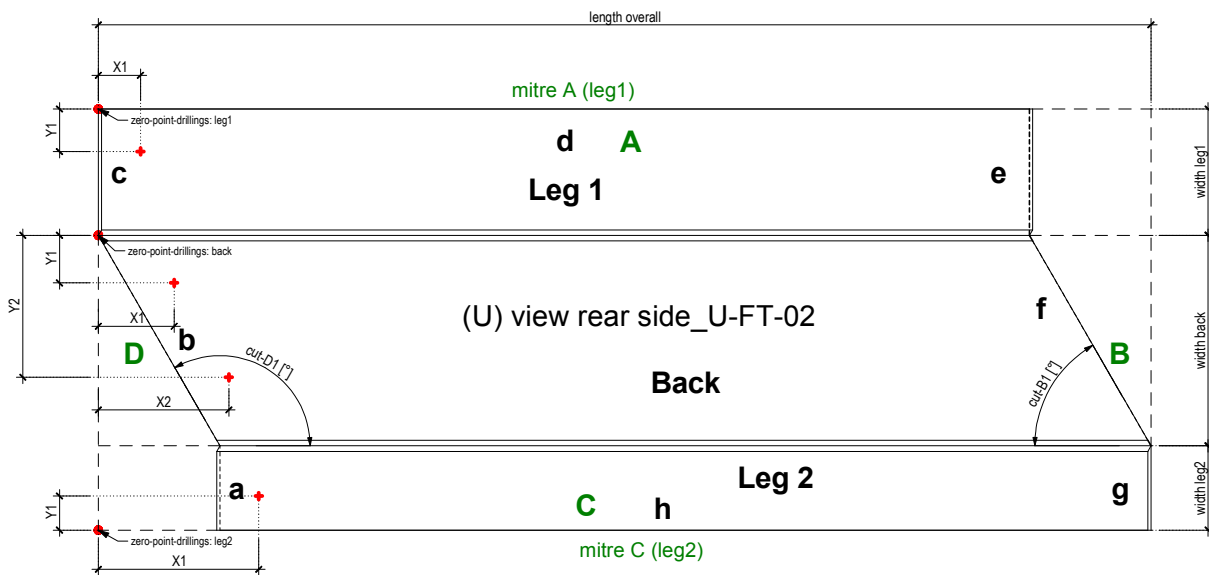 length overall
X1
mitre A (leg1)
zero-point-drillings: leg1
Y1
d
A
c
e
Leg 1
width leg1
zero-point-drillings: back
Y1
Y2
X1
(U) view rear side_U-FT-02
f
b
D
cut-D1 [°]
cut-B1 [°]
B
Back
width back
X2
Leg 2
a
C
h
g
width leg2
Y1
zero-point-drillings: leg2
mitre C (leg2)
X1